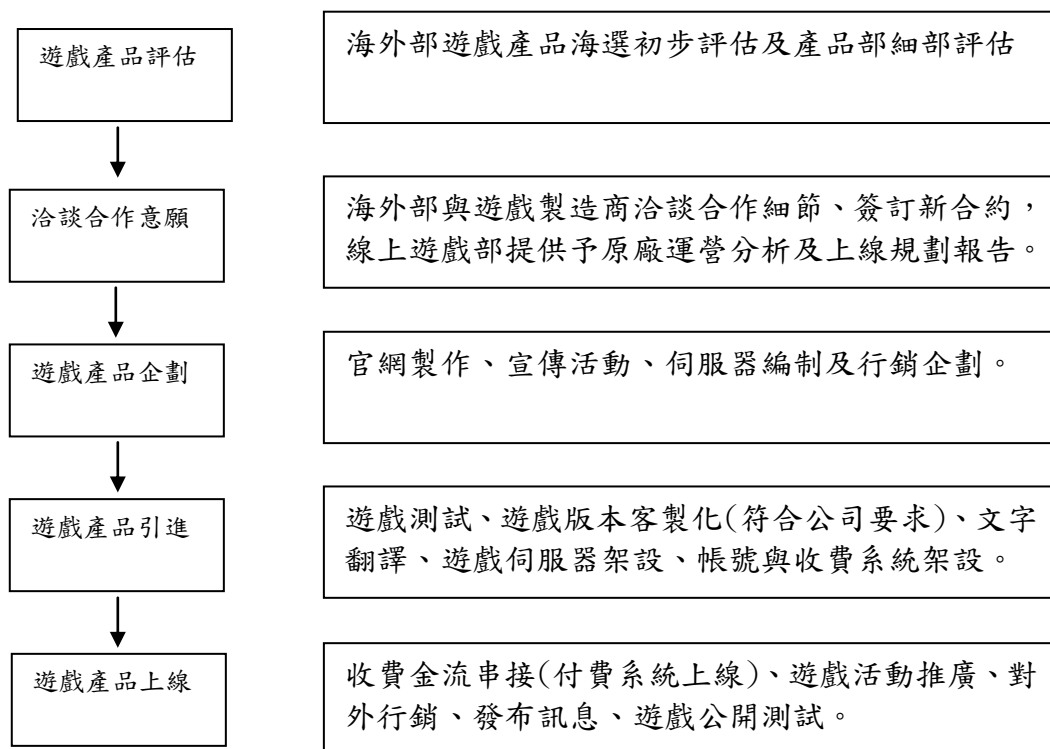 遊戲產品評估
海外部遊戲產品海選初步評估及產品部細部評估
洽談合作意願
海外部與遊戲製造商洽談合作細節、簽訂新合約，
線上遊戲部提供予原廠運營分析及上線規劃報告。
遊戲產品企劃
官網製作、宣傳活動、伺服器編制及行銷企劃。
遊戲產品引進
遊戲測試、遊戲版本客製化(符合公司要求)、文字
翻譯、遊戲伺服器架設、帳號與收費系統架設。
遊戲產品上線
收費金流串接(付費系統上線)、遊戲活動推廣、對
外行銷、發布訊息、遊戲公開測試。